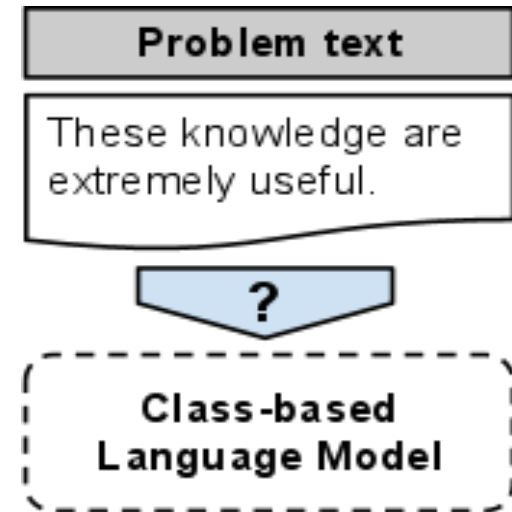 Problem text
These knowledge are
extremely useful.
?
Class-based
Language Model